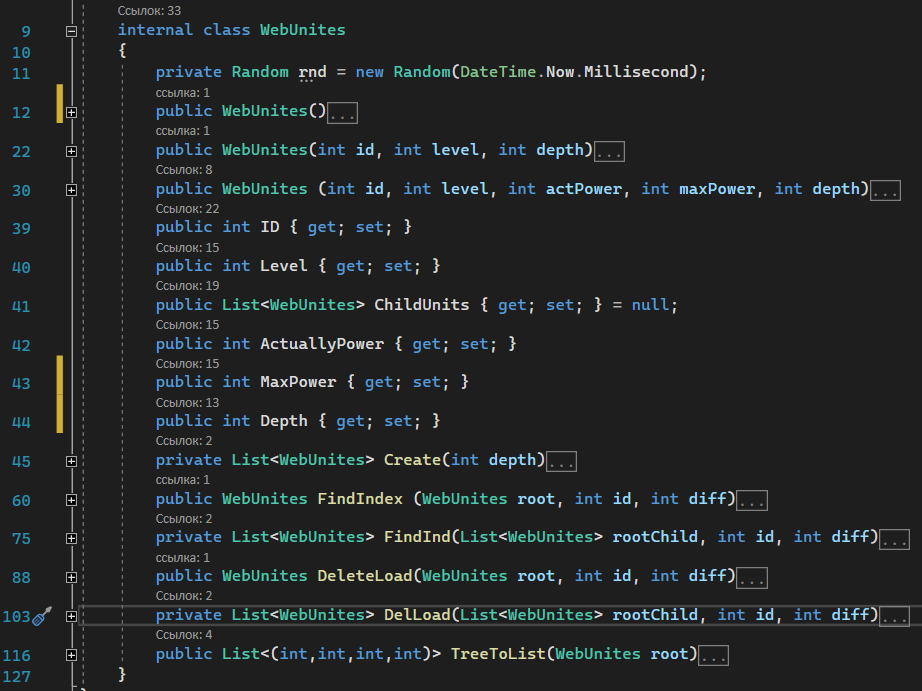 Ссылок: 33
9 internal class WebUnites
10 {
11 private Random rnd = new Random(DateTime.Now.Millisecond);
ссылка: 1
12 public WebUnites()...
ссылка: 1
22 public WebUnites(int id, int level, int depth)...
Ссылок: 8
30 public WebUnites (int id, int level, int actPower, int maxPower, int depth)...
Ссылок: 22
39 public int ID { get; set; }
Ссылок: 15
40 public int Level { get; set; }
Ссылок: 19
41 public List<WebUnites> ChildUnits { get; set; } = null;
Ссылок: 15
42 public int ActuallyPower { get; set; }
Ссылок: 15
43 public int MaxPower { get; set; }
Ссылок: 13
44 public int Depth { get; set; }
Ссылок: 2
45 private List<WebUnites> Create(int depth)...
ссылка: 1
60 public WebUnites FindIndex (WebUnites root, int id, int diff)...
Ссылок: 2
75 private List<WebUnites> FindInd(List<WebUnites> rootChild, int id, int diff)...
ссылка: 1
88 public WebUnites DeleteLoad(WebUnites root, int id, int diff)...
Ссылок: 2
103 private List<WebUnites> DelLoad(List<WebUnites> rootChild, int id, int diff)...
Ссылок: 4
116 public List<(int,int,int,int)> TreeToList(WebUnites root)...
127 }